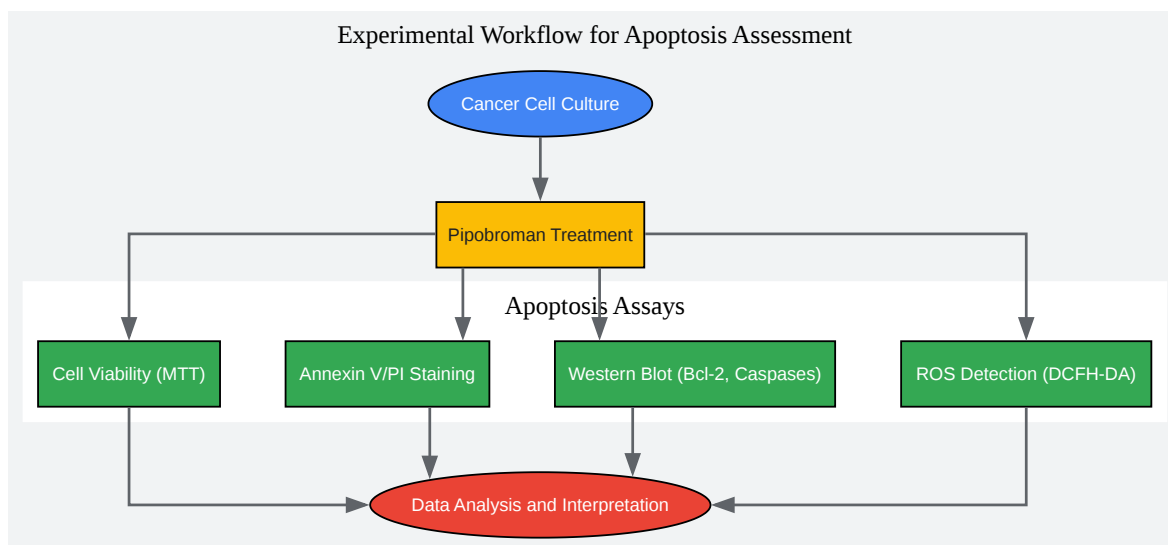 Experimental Workflow for Apoptosis Assessment
Cancer Cell Culture
Pipobroman Treatment
Apoptosis Assays
Cell Viability (MTT)
Annexin V/PI Staining
Western Blot (Bcl-2, Caspases)
ROS Detection (DCFH-DA)
Data Analysis and Interpretation